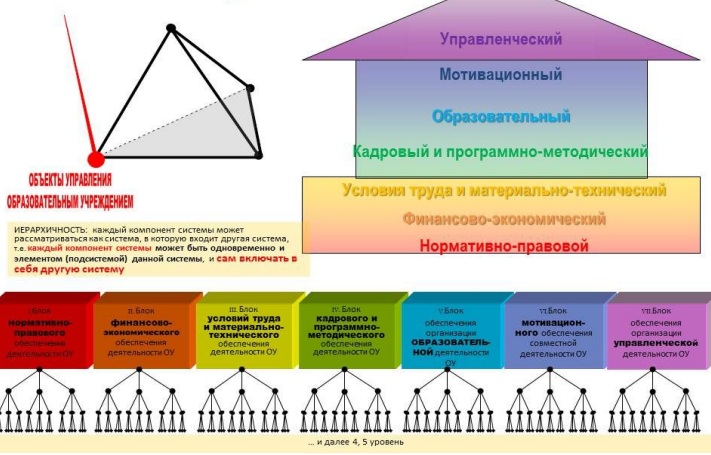 Управленческий
Мотивационный
Образовательный
Кадровый и программно-методический
Условия труда и материально-технический
Финансово-экономический
Нормативно-правовой
ОБЪЕКТЫ УПРАВЛЕНИЯ
ОБРАЗОВАТЕЛЬНЫМ УЧРЕЖДЕНИЕМ
ИЕРАРХИЧНОСТЬ: каждый компонент системы может
рассматриваться как система, в которую входит другая система,
т.е. каждый компонент системы может быть одновременно и
элементом (подсистемой) данной системы, и сам включать в
себя другую систему
I.Блок
нормативно-
правового
обеспечения
деятельности ОУ
II.Блок
финансово-
экономического
обеспечения
деятельности ОУ
III.Блок
условий труда
и материально-
технического
обеспечения
деятельности ОУ
IV.Блок
кадрового и
программно-
методического
обеспечения
деятельности ОУ
V.Блок
обеспечения
организации
ОБРАЗОВАТЕЛЬ-
НОЙ деятельности
ОУ
VI.Блок
мотивацион-
ного обеспечения
совместной
деятельности ОУ
VII.Блок
обеспечения
организации
управленческой
деятельности ОУ
... и далее 4, 5 уровень